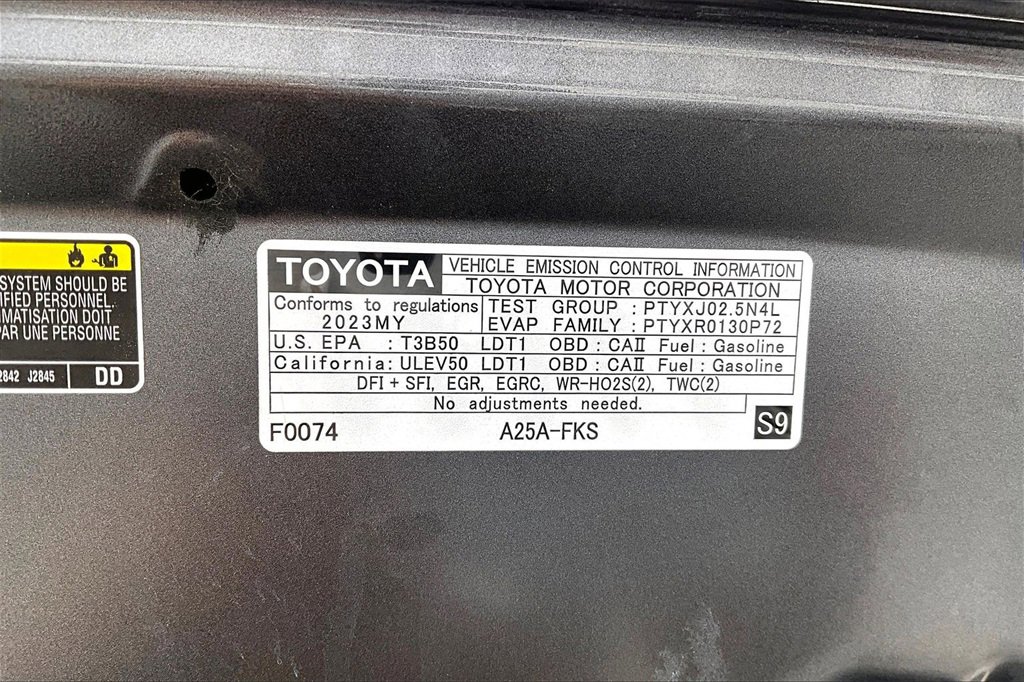 SYSTEM SHOULD BE
IFIED PERSONNEL.
IMATISATION DOIT
PAR UNE PERSONNE
2842 J2845 DD
TOYOTA VEHICLE EMISSION CONTROL INFORMATION
TOYOTA MOTOR CORPORATION
Conforms to regulations TEST GROUP : PTYXJ02.5N4L
2023MY EVAP FAMILY : PTYXR0130P72
U.S. EPA : T3B50 LDT1 OBD : CAⅡ Fuel : Gasoline
California : ULEV50 LDT1 OBD : CAⅡ Fuel : Gasoline
DFI + SFI, EGR, EGRC, WR-HO2S(2), TWC(2)
No adjustments needed.
F0074 A25A-FKS S9